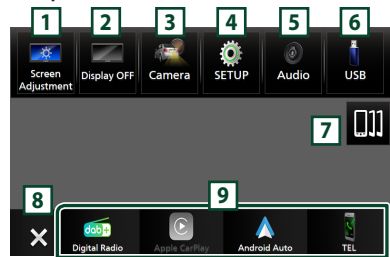 1 2 3 4 5 6
Screen Adjustment
Display OFF
Camera
SETUP
Audio
USB
7
8
9
dab+
Digital Radio
Apple CarPlay
Android Auto
TEL